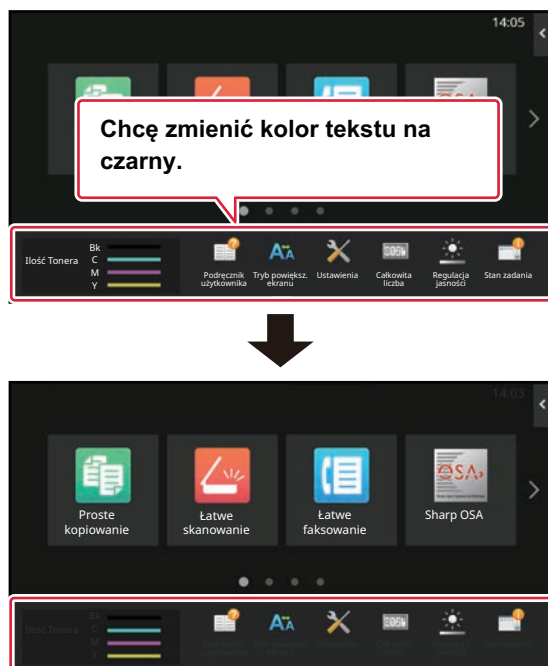 14:05
Chcę zmienić kolor tekstu na
czarny.
Ilość Tonera
Bk
C
M
Y
Podręcznik
użytkownika
Tryb powiększ.
ekranu
Ustawienia
Całkowita
liczba
Regulacja
jasności
Stan zadania
14:03
Proste
kopiowanie
Łatwe
skanowanie
Łatwe
faksowanie
Sharp OSA
OSA
Ilość Tonera
Bk
C
M
Y